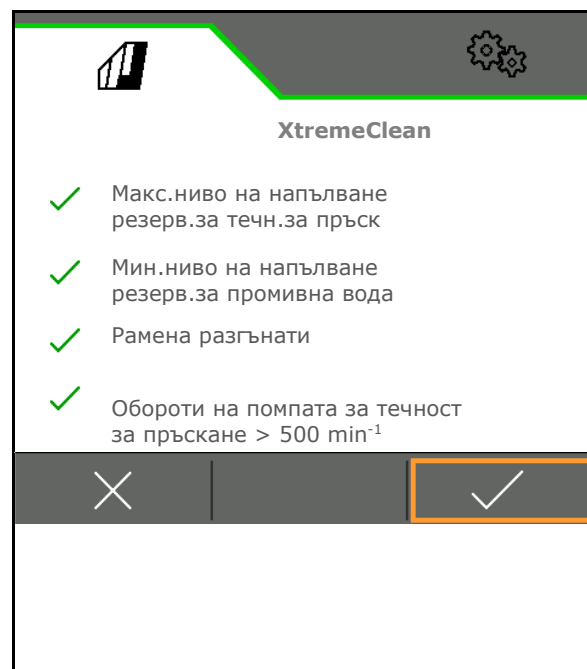 XtremeClean
Макс.ниво на напълване
резерв.за течн.за пръск
Мин.ниво на напълване
резерв.за промивна вода
Рамена разгънати
Обороти на помпата за течност
за пръскане > 500 min⁻¹